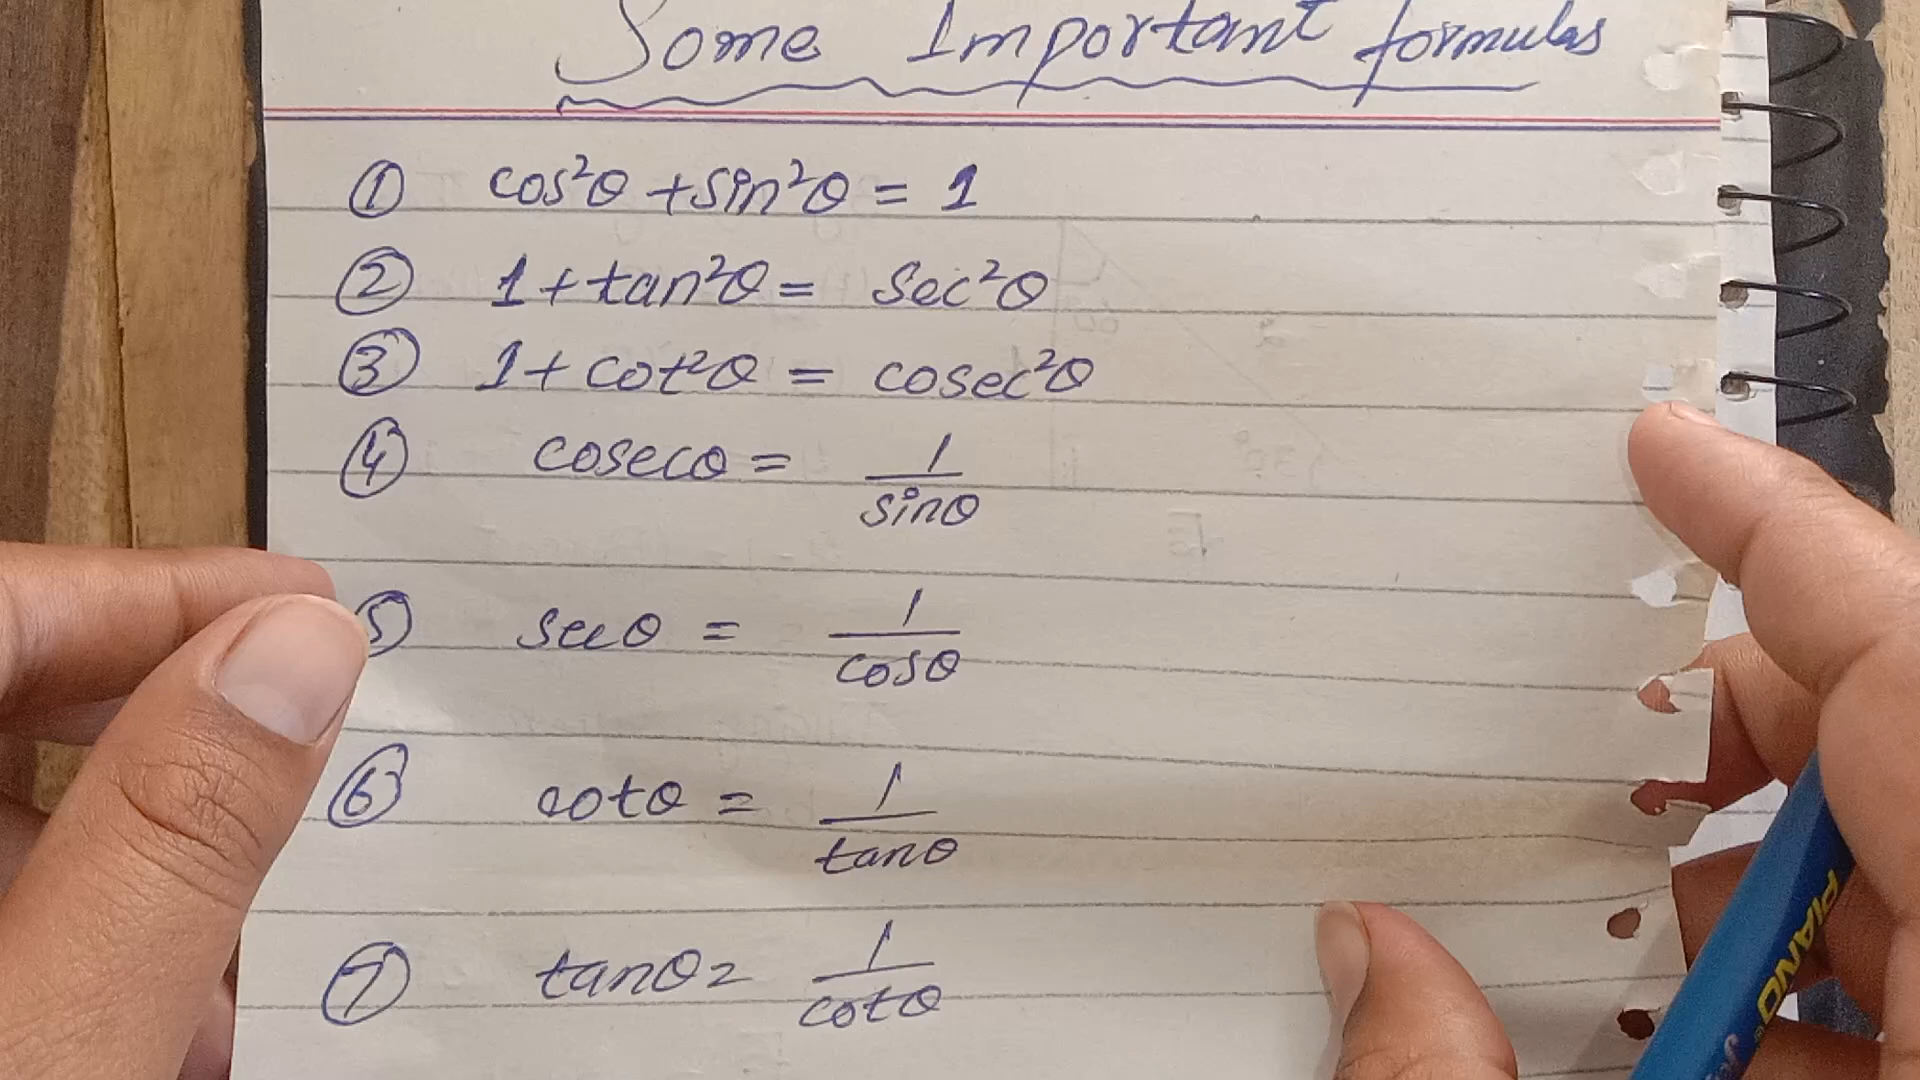 Some Important formulas
① cos²θ + sin²θ = 1
② 1 + tan²θ = Sec²θ
③ 1 + cot²θ = cosec²θ
④ cosecθ = 1/sinθ
⑤ secθ = 1/cosθ
⑥ cotθ = 1/tanθ
⑦ tanθ = 1/cotθ
PIANO